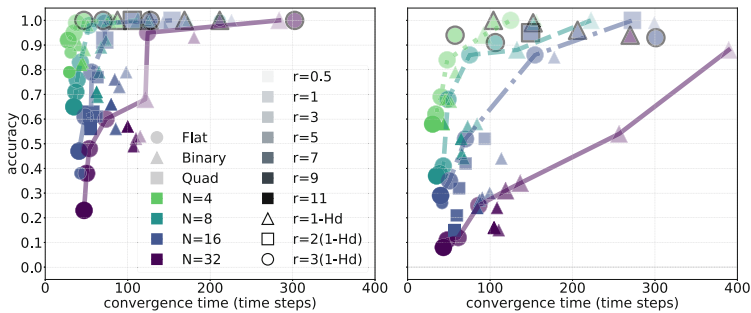 accuracy
1.0
0.9
0.8
0.7
0.6
0.5
0.4
0.3
0.2
0.1
0.0
Flat
Binary
Quad
N=4
N=8
N=16
N=32
r=0.5
r=1
r=3
r=5
r=7
r=9
r=11
r=1-Hd
r=2(1-Hd)
r=3(1-Hd)
0 100 200 300 400
convergence time (time steps)
0 100 200 300 400
convergence time (time steps)